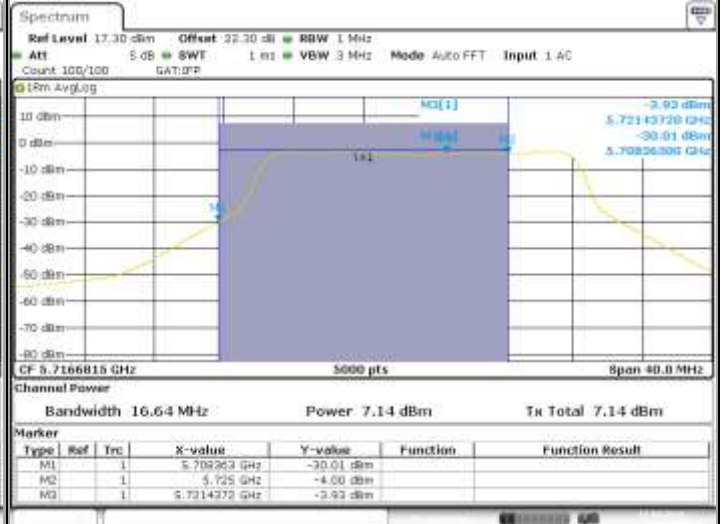 Spectrum
Ref Level 17.30 dBm Offset 22.30 dB RBW 1 MHz
Att 5 dB SWT 1 ms VBW 3 MHz Mode Auto FFT Input 1 AC
Count 100/100 GAT:IFP
1Rm AvgLog
M3[1] -3.93 dBm
5.72143720 GHz
-30.01 dBm
5.70836300 GHz
10 dBm
0 dBm
-10 dBm
-20 dBm
-30 dBm
-40 dBm
-50 dBm
-60 dBm
-70 dBm
-80 dBm
M1
M2
CF 5.7166815 GHz 5000 pts Span 40.0 MHz
Channel Power
Bandwidth 16.64 MHz Power 7.14 dBm Tx Total 7.14 dBm
Marker
Type Ref Trc X-value Y-value Function Function Result
M1 1 5.708363 GHz -30.01 dBm
M2 1 5.725 GHz -4.00 dBm
M3 1 5.7214372 GHz -3.93 dBm